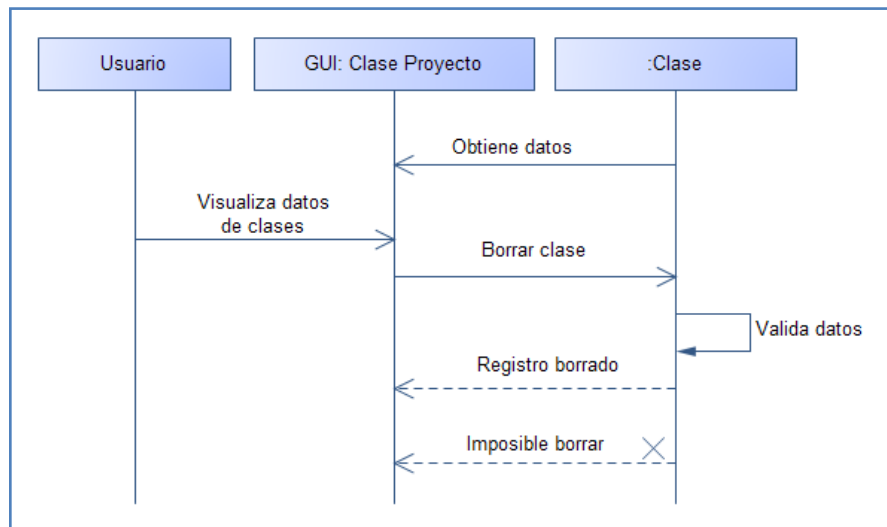 Usuario
GUI: Clase Proyecto
:Clase
Obtiene datos
Visualiza datos
de clases
Borrar clase
Valida datos
Registro borrado
Imposible borrar